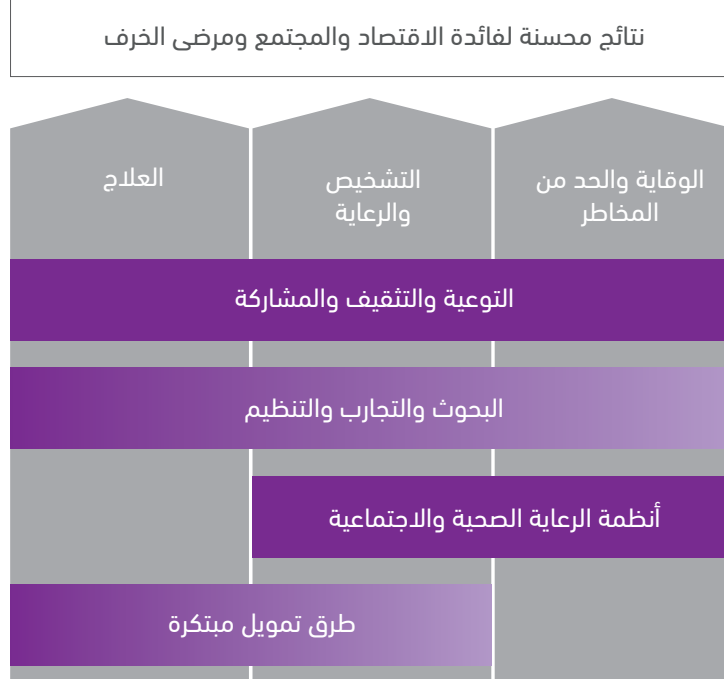 نتائج محسنة لفائدة الاقتصاد والمجتمع ومرضى الخرف
الوقاية والحد من
المخاطر
التشخيص
والرعاية
العلاج
التوعية والتثقيف والمشاركة
البحوث والتجارب والتنظيم
أنظمة الرعاية الصحية والاجتماعية
طرق تمويل مبتكرة